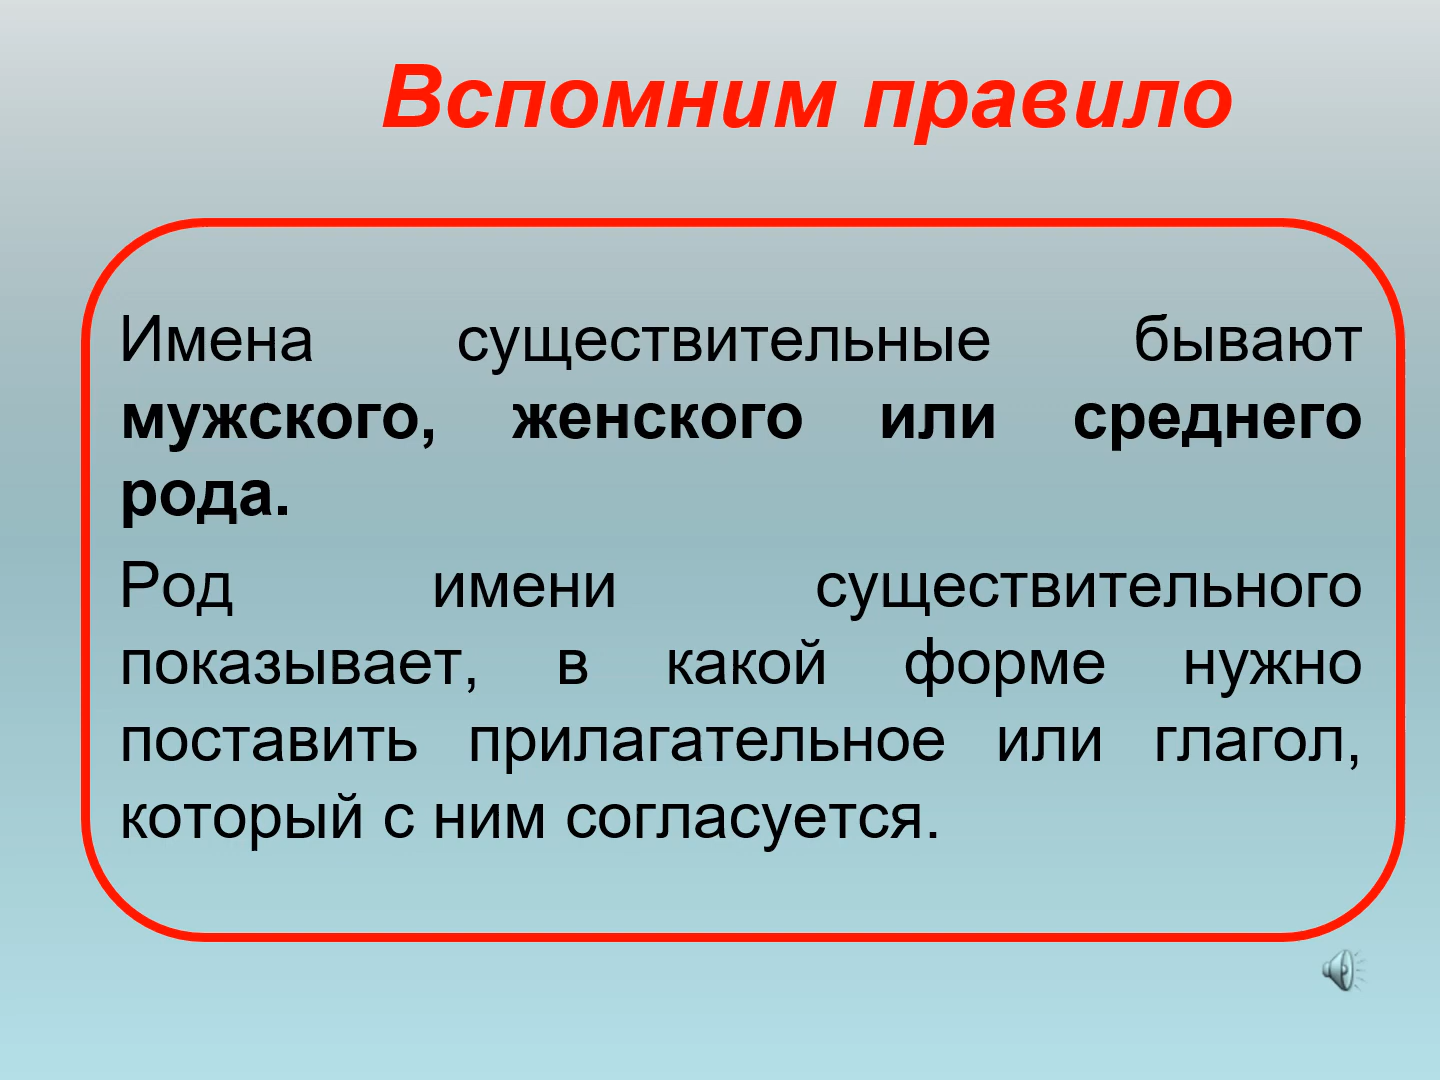 Вспомним правило
Имена существительные бывают
мужского, женского или среднего
рода.
Род имени существительного
показывает, в какой форме нужно
поставить прилагательное или глагол,
который с ним согласуется.